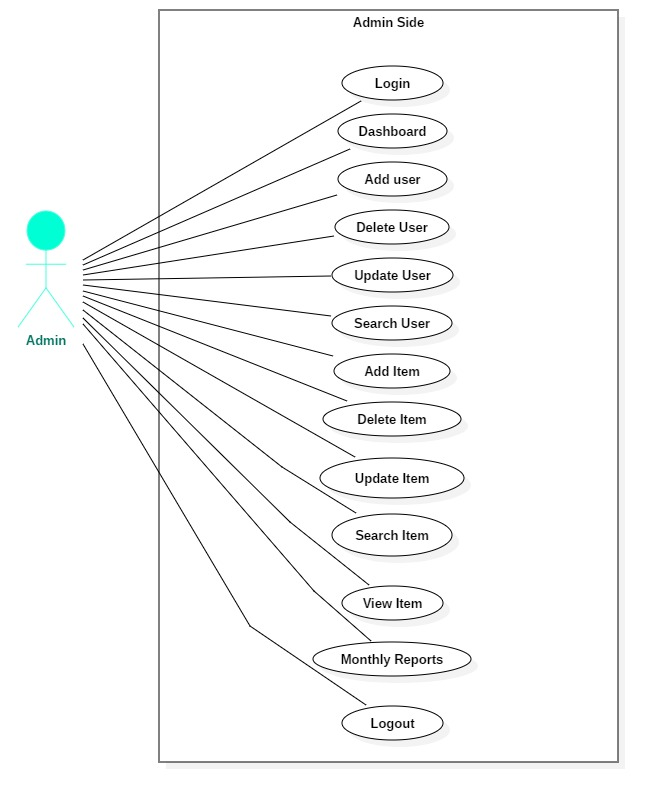 Admin Side
Login
Dashboard
Add user
Delete User
Update User
Search User
Admin
Add Item
Delete Item
Update Item
Search Item
View Item
Monthly Reports
Logout